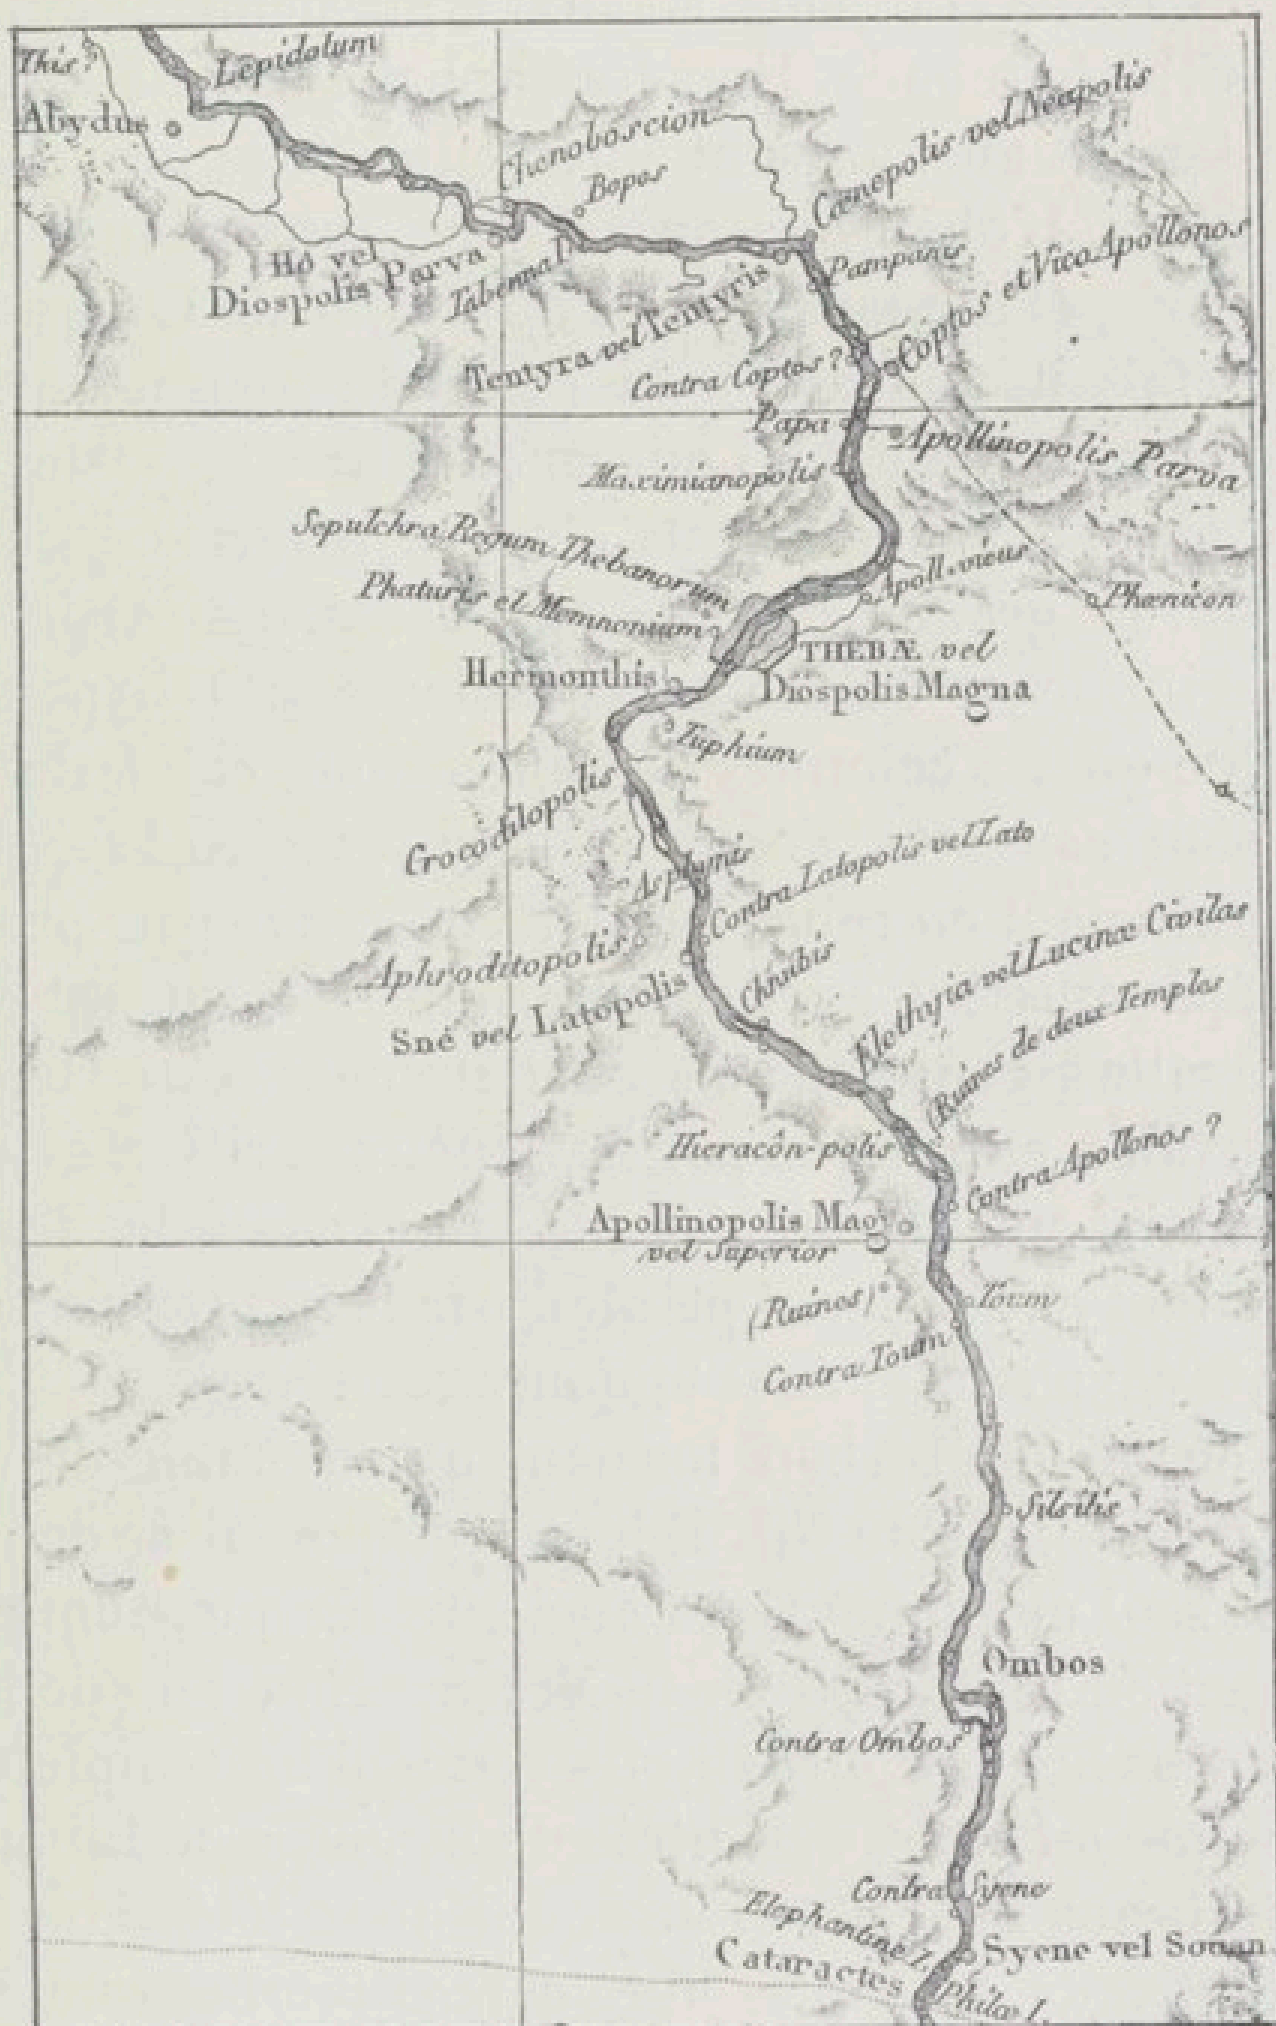 This?
Lepidotum
Abydus
Chenoboscion
Bopos
Cœnepolis vel Neapolis
Hô vel
Diospolis Parva
Tabenna I.
Tentyra vel Tentyris
Pampanis
Coptos et Vico Apollonos
Contra Coptos ?
Papa
Apollinopolis Parva
Maximianopolis
Sepulchra Regum Thebanorum
Apoll. vicus
Phaturis et Memnonium
Phœnicon
THEBÆ vel
Diospolis Magna
Hermonthis
Tuphium
Crocodilopolis
Asphynis
Contra Latopolis vel Lato
Aphroditopolis
Sné vel Latopolis
Chnubis
Elethyia vel Lucinæ Civitas
(Ruines de deux Temples
Hieracôn-polis
Contra Apollonos ?
Apollinopolis Mag.
vel Superior
(Ruines)
Toum
Contra Toum
Silsilis
Ombos
Contra Ombos
Contra Syene
Elephantine I.
Syene vel Souan
Cataractes
Philæ I.